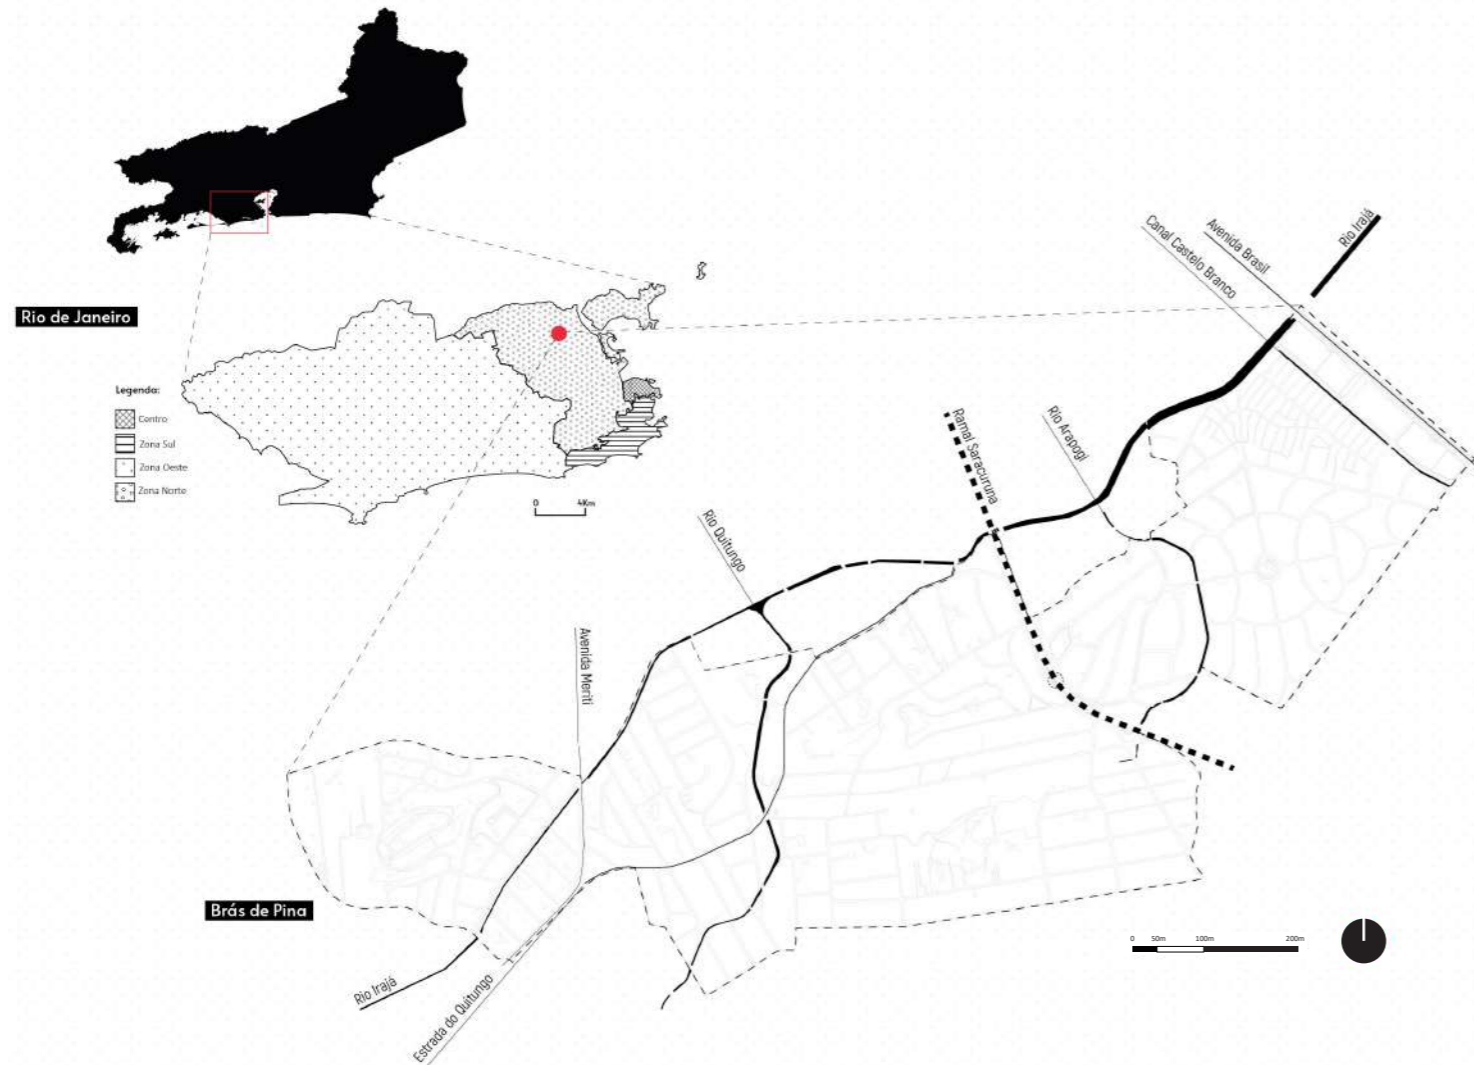 Rio de Janeiro
Legenda:
Centro
Zona Sul
Zona Oeste
Zona Norte
0 4Km
Canal Castelo Branco
Avenida Brasil
Rio Irajá
Ramal Saracuruna
Rio Arapogi
Rio Quitungo
Avenida Meriti
Brás de Pina
Rio Irajá
Estrada do Quitungo
0 50m 100m 200m